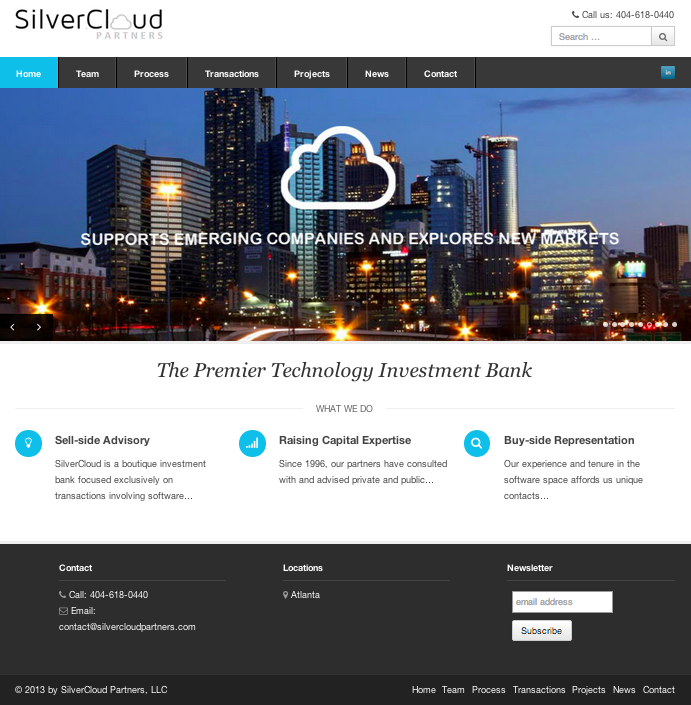 SilverCloud
PARTNERS
Call us: 404-618-0440
Search ...
Home Team Process Transactions Projects News Contact
in
SUPPORTS EMERGING COMPANIES AND EXPLORES NEW MARKETS
The Premier Technology Investment Bank
WHAT WE DO
Sell-side Advisory
SilverCloud is a boutique investment
bank focused exclusively on
transactions involving software...
Raising Capital Expertise
Since 1996, our partners have consulted
with and advised private and public...
Buy-side Representation
Our experience and tenure in the
software space affords us unique
contacts...
Contact
Call: 404-618-0440
Email:
contact@silvercloudpartners.com
Locations
Atlanta
Newsletter
email address
Subscribe
© 2013 by SilverCloud Partners, LLC
Home Team Process Transactions Projects News Contact